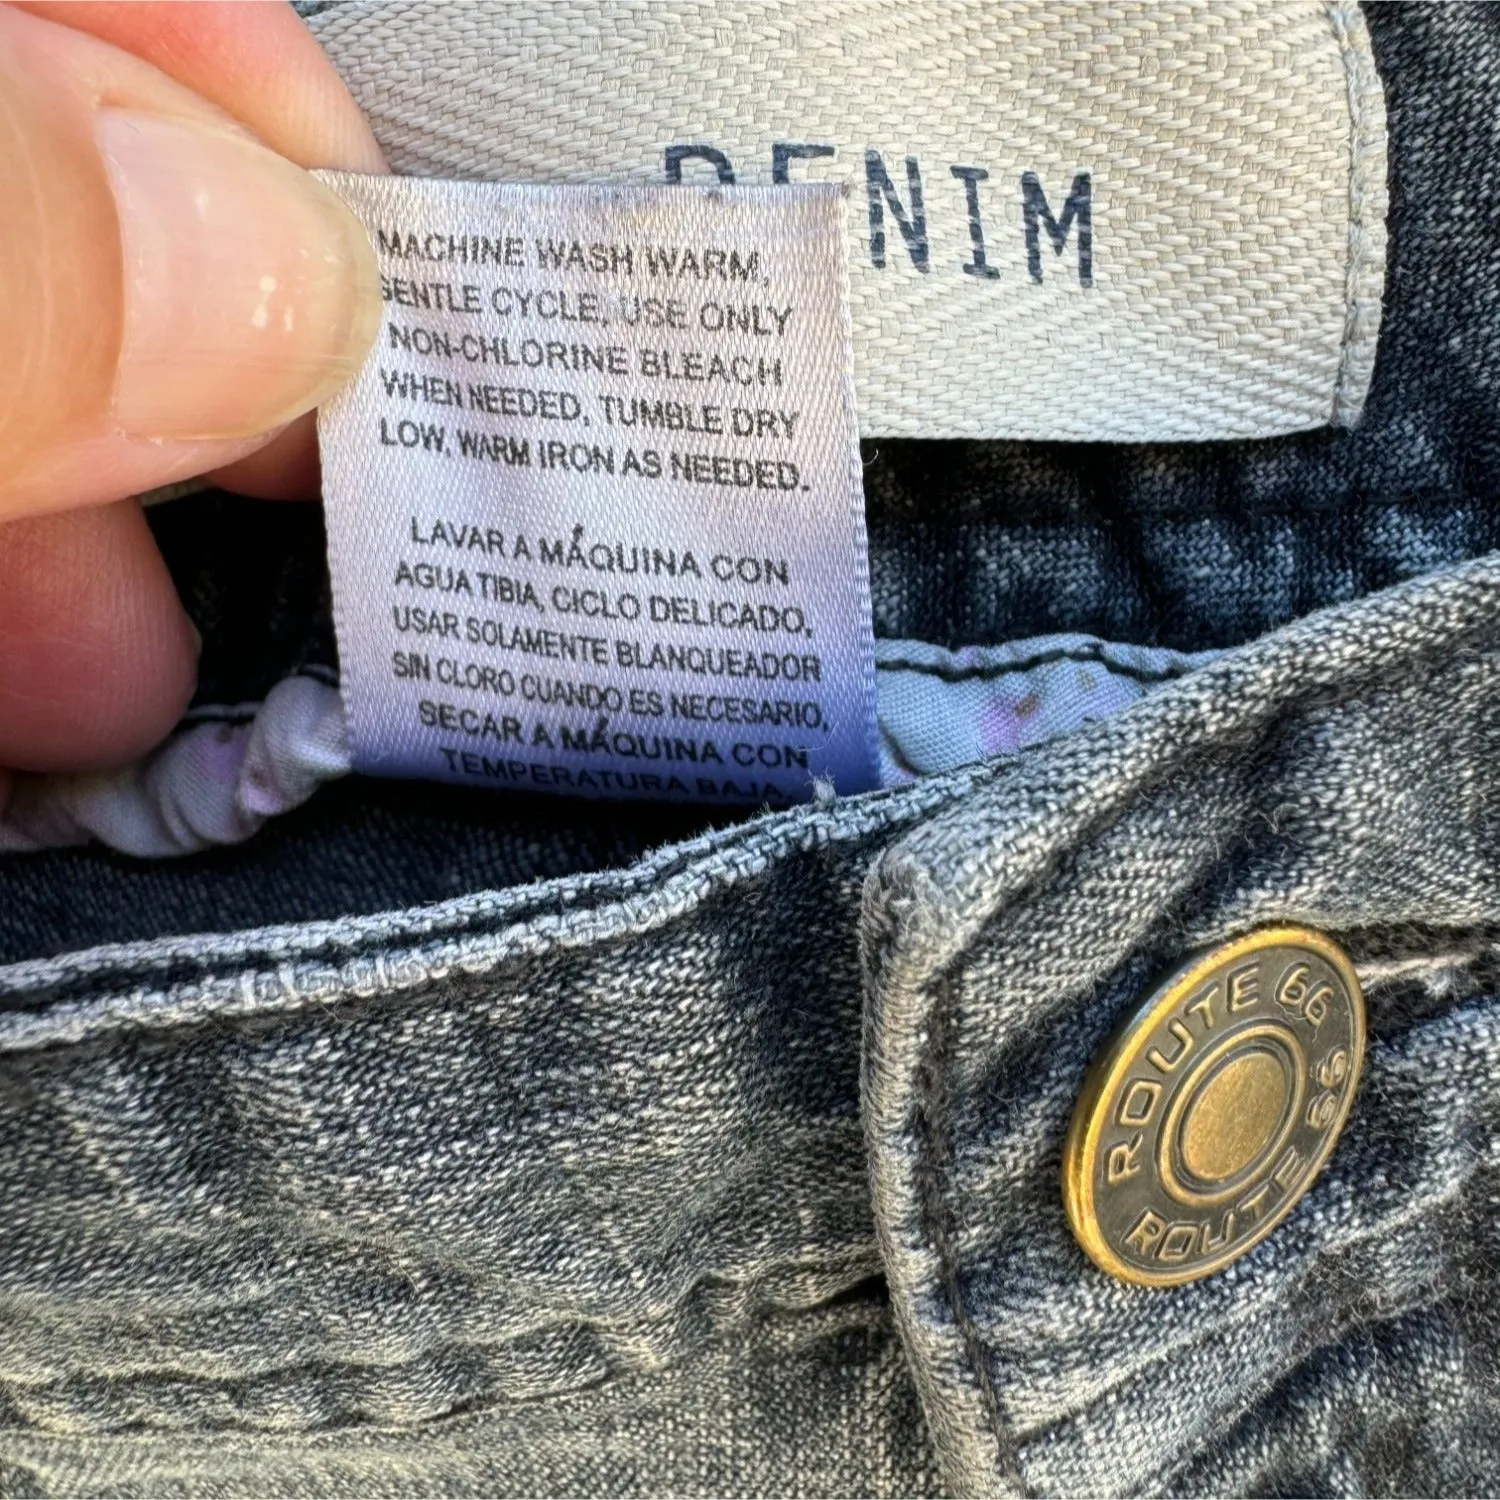 DENIM
MACHINE WASH WARM,
GENTLE CYCLE, USE ONLY
NON-CHLORINE BLEACH
WHEN NEEDED, TUMBLE DRY
LOW, WARM IRON AS NEEDED.
LAVAR A MÁQUINA CON
AGUA TIBIA, CICLO DELICADO,
USAR SOLAMENTE BLANQUEADOR
SIN CLORO CUANDO ES NECESARIO,
SECAR A MÁQUINA CON
TEMPERATURA BAJA,
ROUTE 66
ROUTE 66